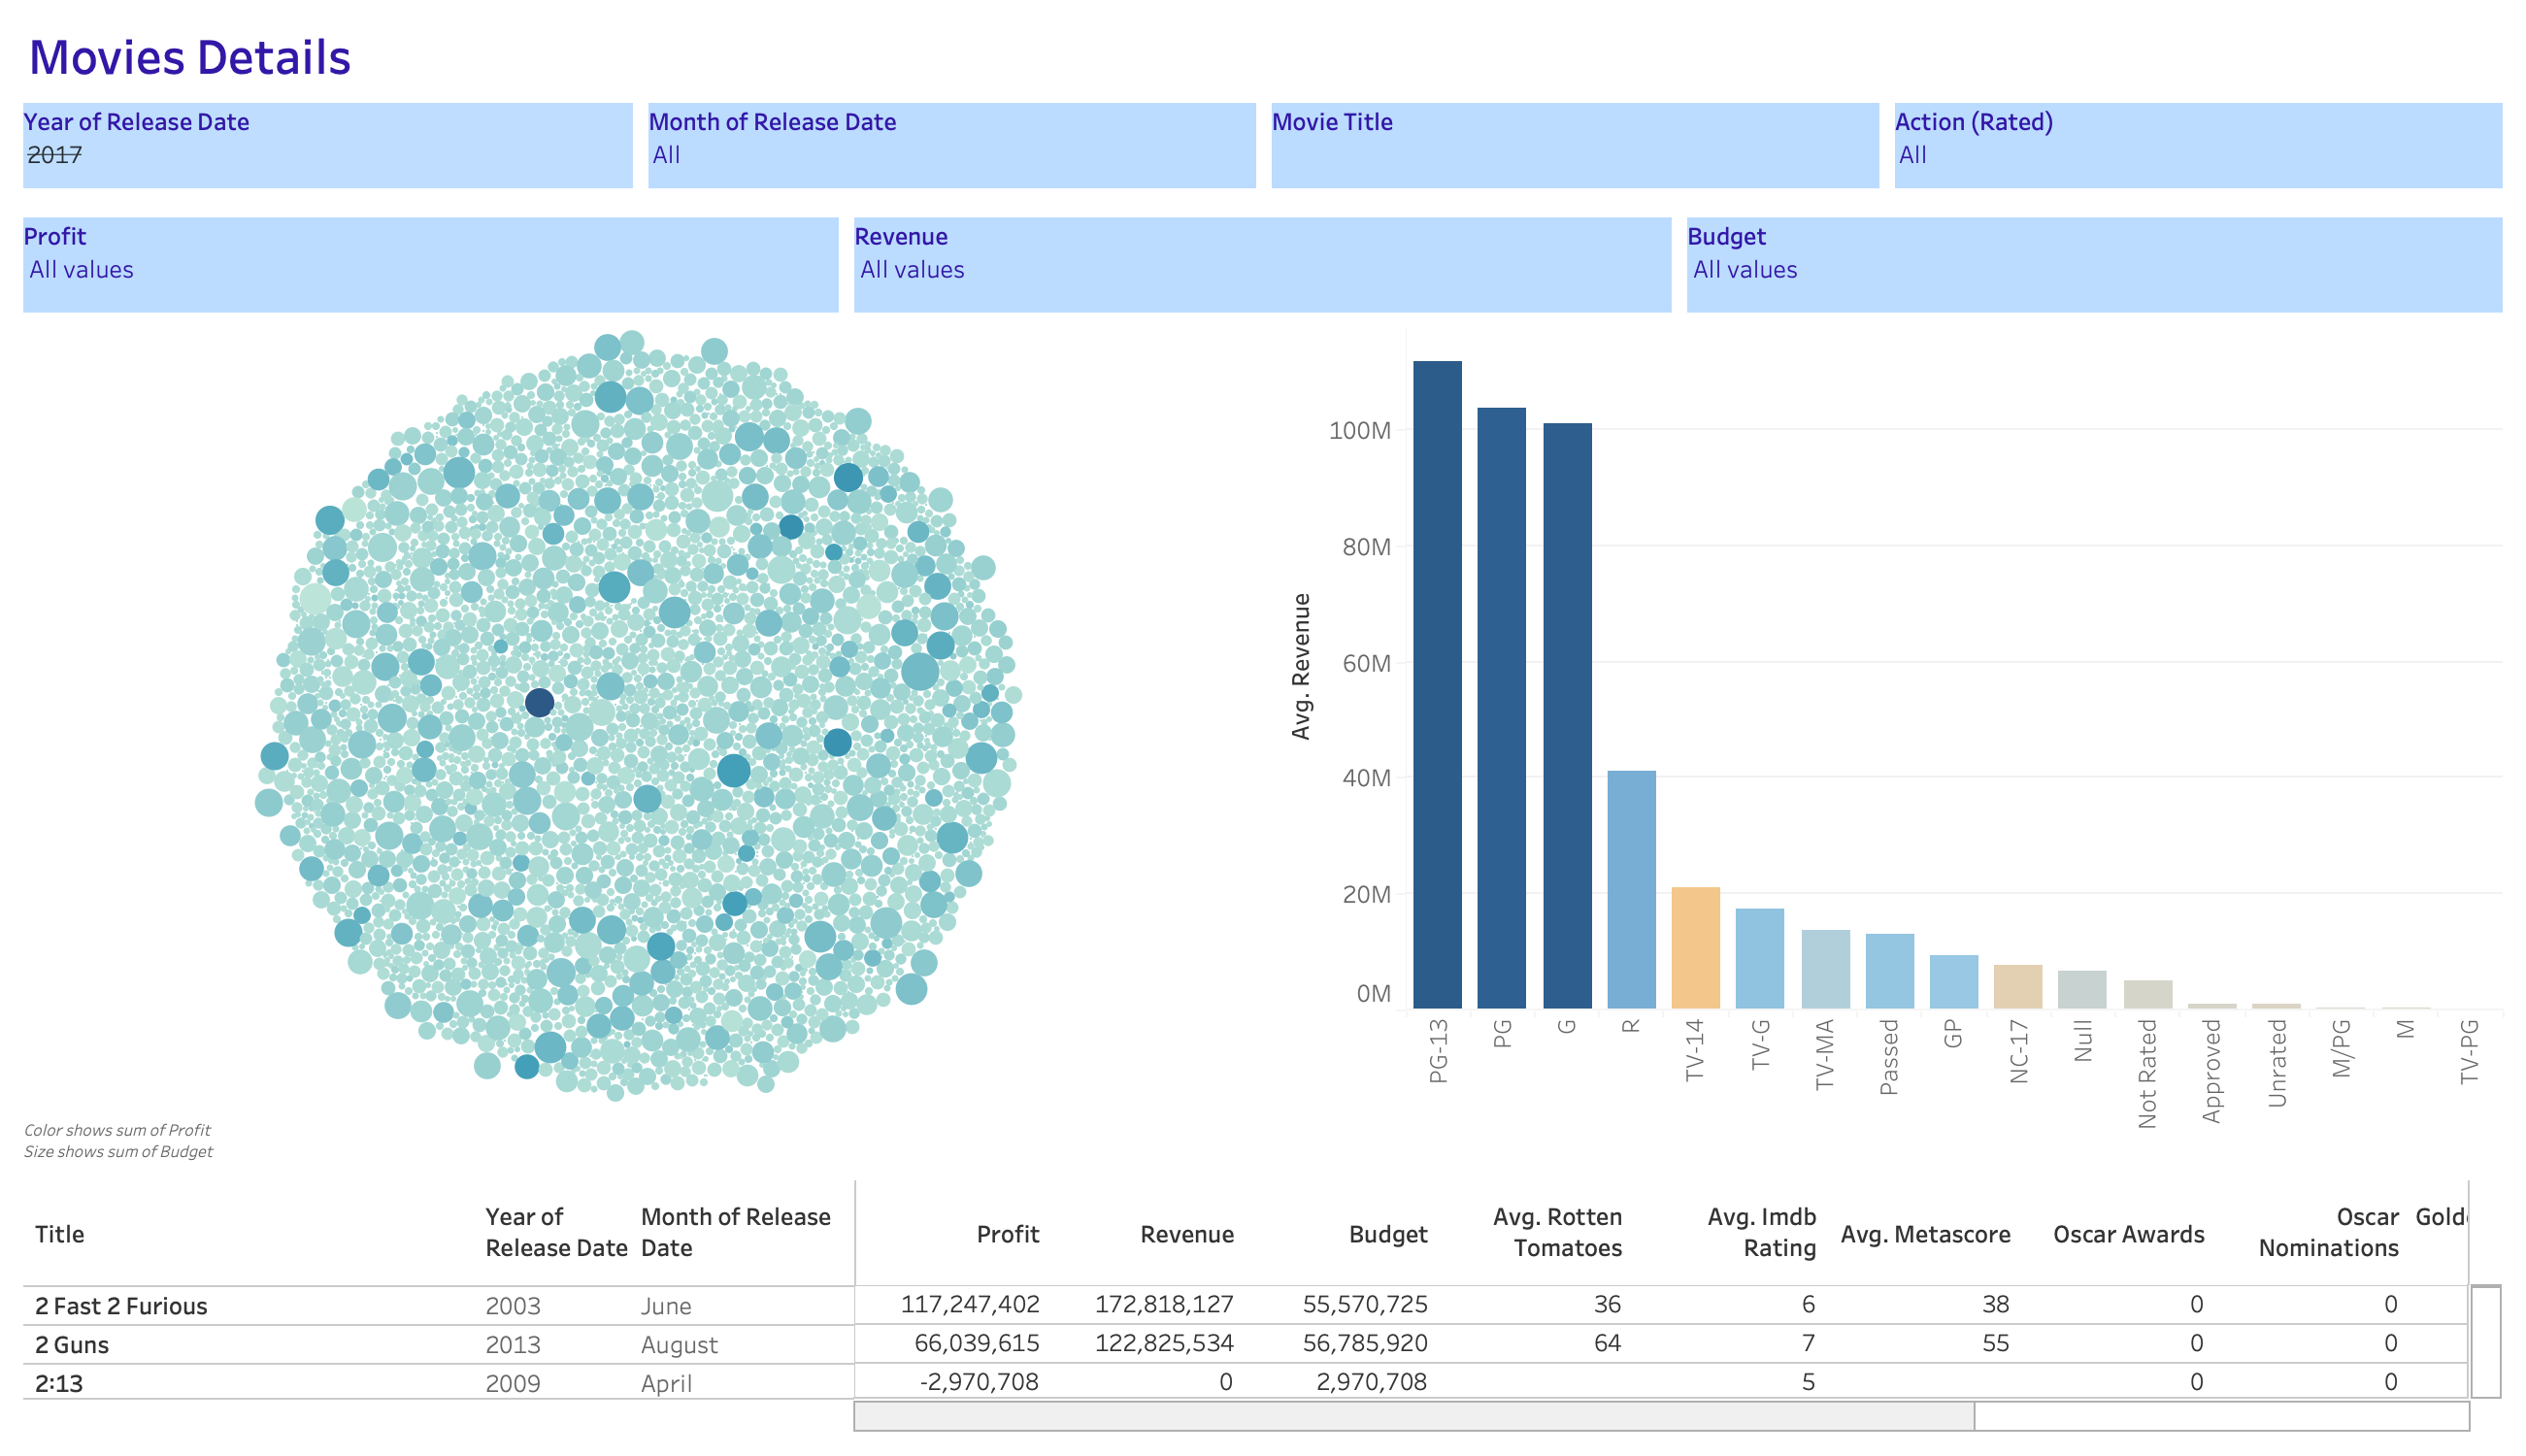 Movies Details
Year of Release Date
2017
Month of Release Date
All
Movie Title
Action (Rated)
All
Profit
All values
Revenue
All values
Budget
All values
Avg. Revenue
100M
80M
60M
40M
20M
0M
PG-13
PG
G
R
TV-14
TV-G
TV-MA
Passed
GP
NC-17
Null
Not Rated
Approved
Unrated
M/PG
M
TV-PG
Color shows sum of Profit
Size shows sum of Budget
Title Year of Release Date Month of Release Date Profit Revenue Budget Avg. Rotten Tomatoes Avg. Imdb Rating Avg. Metascore Oscar Awards Oscar Nominations
2 Fast 2 Furious 2003 June 117,247,402 172,818,127 55,570,725 36 6 38 0 0
2 Guns 2013 August 66,039,615 122,825,534 56,785,920 64 7 55 0 0
2:13 2009 April -2,970,708 0 2,970,708 5 0 0